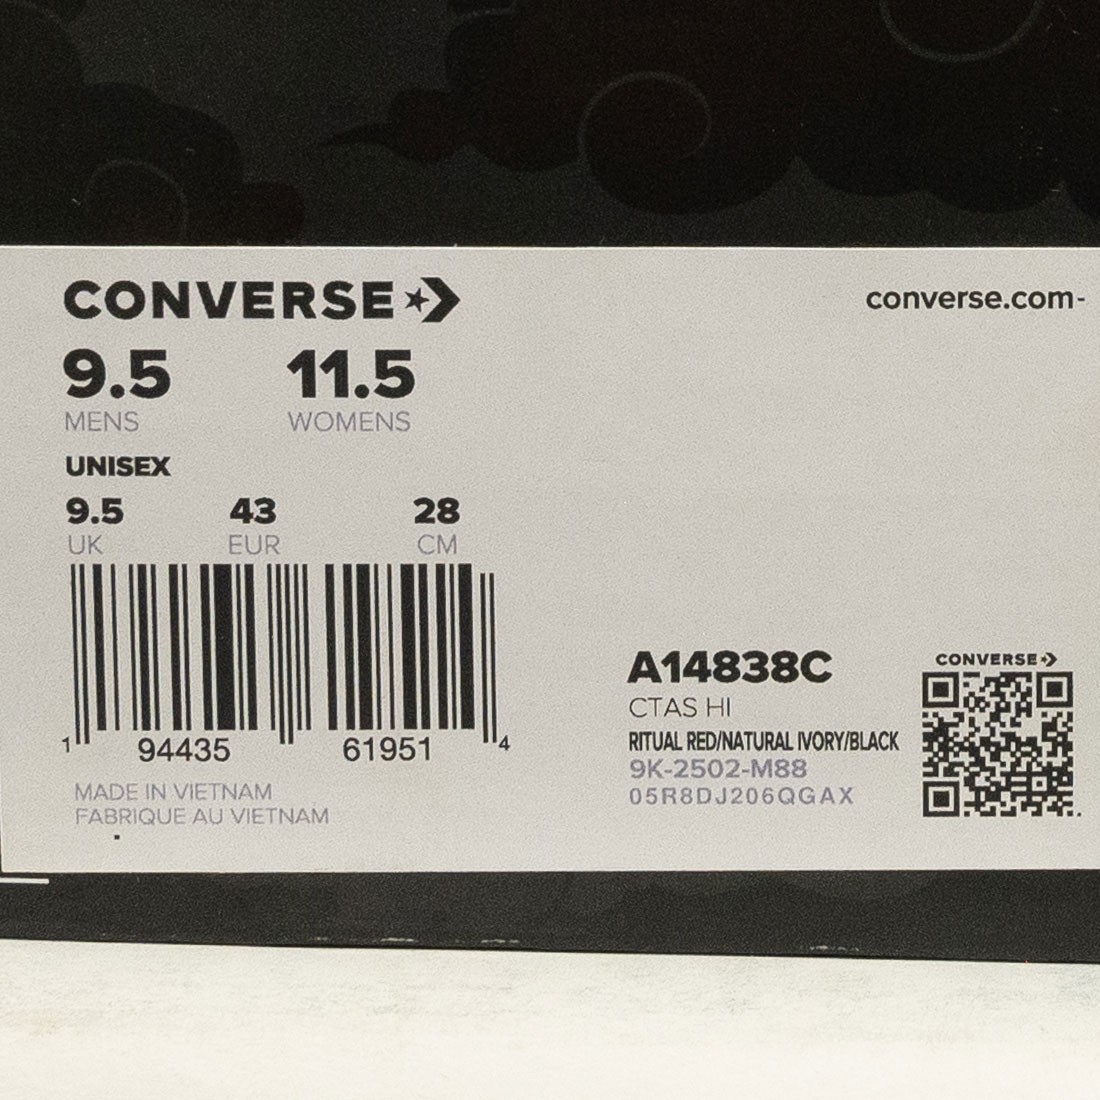 CONVERSE
converse.com-
9.5 11.5
MENS WOMENS
UNISEX
9.5 43 28
UK EUR CM
1 94435 61951 4
MADE IN VIETNAM
FABRIQUE AU VIETNAM
A14838C
CTAS HI
RITUAL RED/NATURAL IVORY/BLACK
9K-2502-M88
05R8DJ206QGAX
CONVERSE